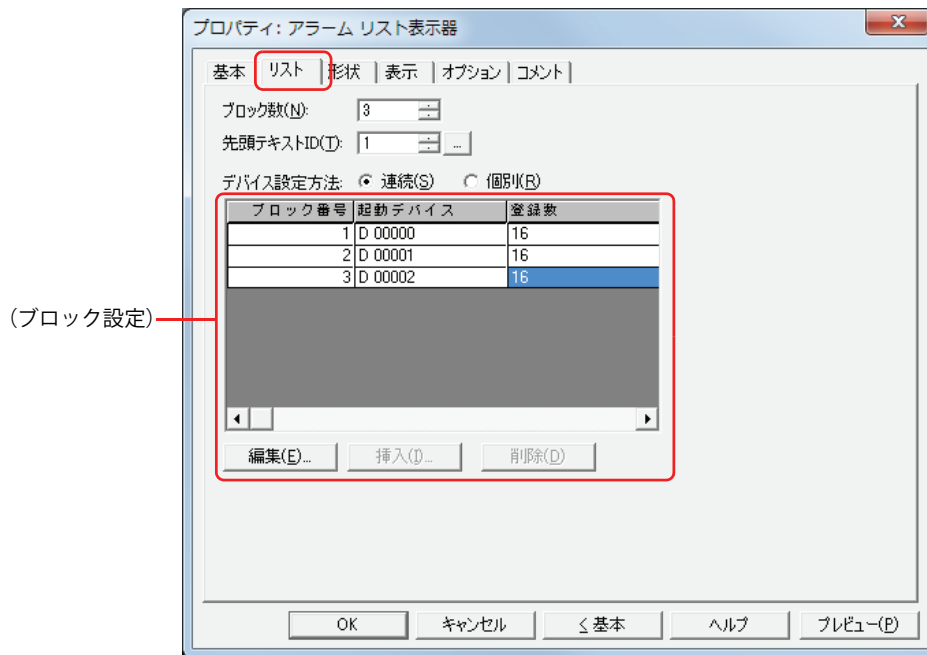 プロパティ: アラーム リスト表示器
基本 リスト 形状 表示 オプション コメント
ブロック数(N): 3
先頭テキストID(T): 1 ...
デバイス設定方法: 連続(S) 個別(R)
ブロック番号 起動デバイス 登録数
1 D 00000 16
2 D 00001 16
3 D 00002 16
(ブロック設定)
編集(E)... 挿入(I)... 削除(D)
OK キャンセル < 基本 ヘルプ プレビュー(P)